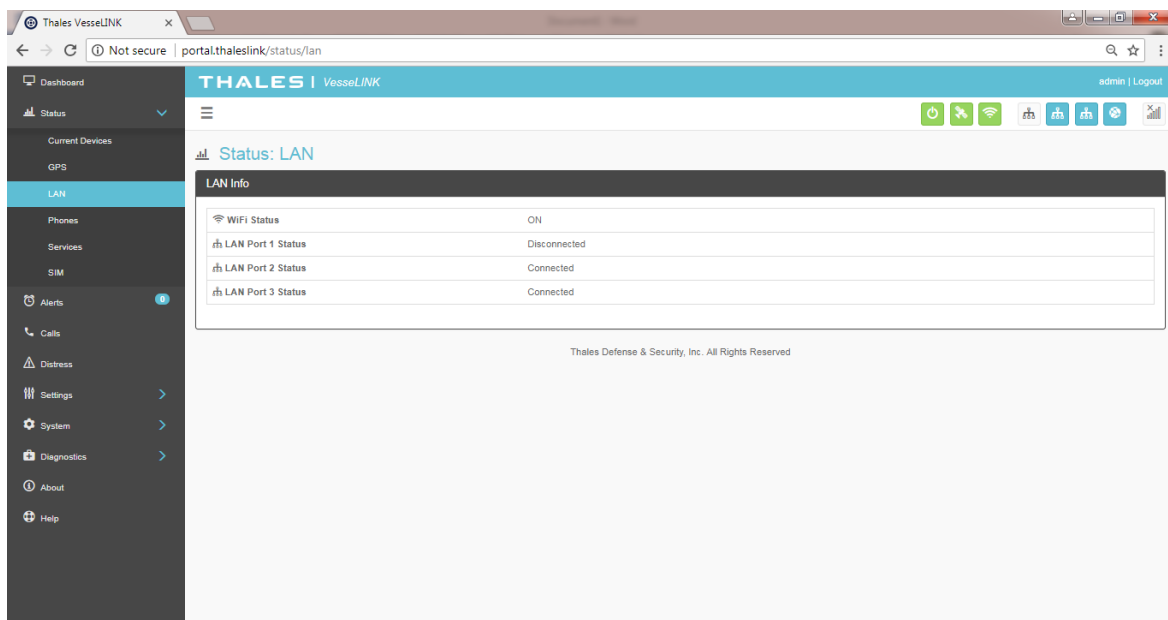 Thales VesseLINK
Not secure | portal.thaleslink/status/lan
Dashboard
THALES | VesseLINK
admin | Logout
Status
Current Devices
GPS
LAN
Phones
Services
SIM
Alerts 0
Calls
Distress
Settings
System
Diagnostics
About
Help
Status: LAN
LAN Info
WiFi Status ON
LAN Port 1 Status Disconnected
LAN Port 2 Status Connected
LAN Port 3 Status Connected
Thales Defense & Security, Inc. All Rights Reserved